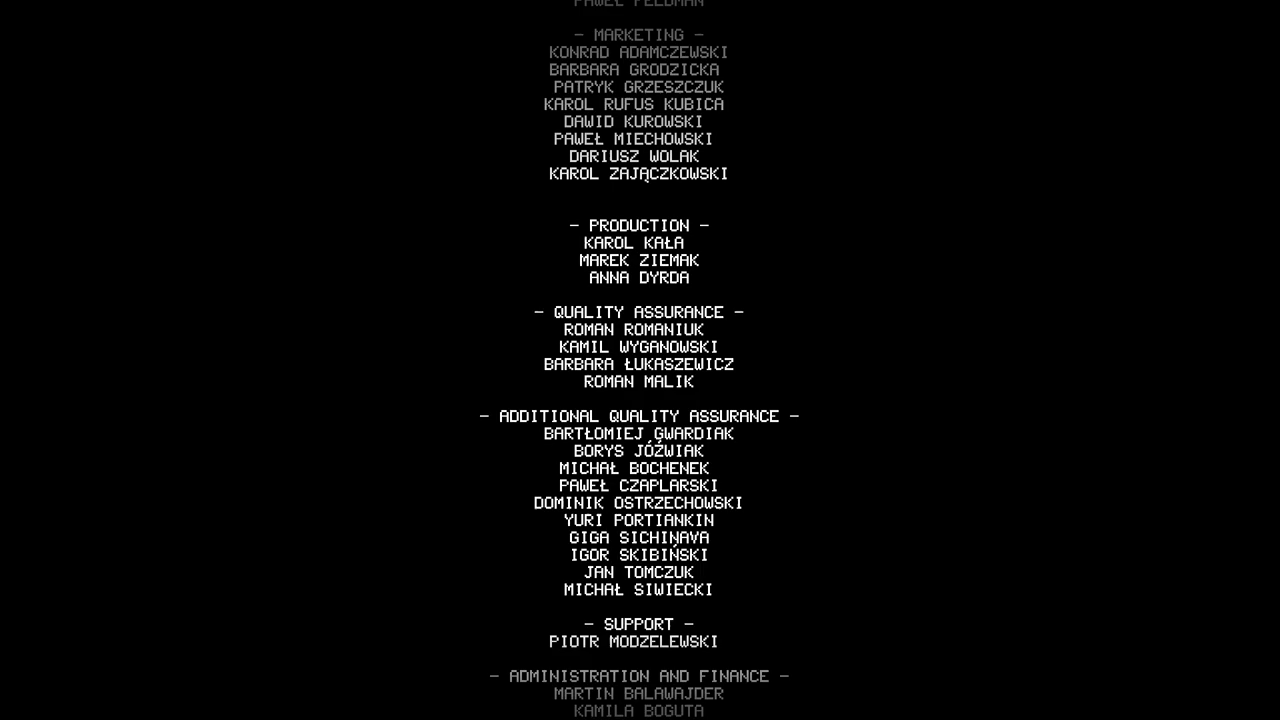 PAWEŁ FELDMAN
- MARKETING -
KONRAD ADAMCZEWSKI
BARBARA GRODZICKA
PATRYK GRZESZCZUK
KAROL RUFUS KUBICA
DAWID KUROWSKI
PAWEŁ MIECHOWSKI
DARIUSZ WOLAK
KAROL ZAJĄCZKOWSKI
- PRODUCTION -
KAROL KAŁA
MAREK ZIEMAK
ANNA DYRDA
- QUALITY ASSURANCE -
ROMAN ROMANIUK
KAMIL WYGANOWSKI
BARBARA ŁUKASZEWICZ
ROMAN MALIK
- ADDITIONAL QUALITY ASSURANCE -
BARTŁOMIEJ GWARDIAK
BORYS JÓŹWIAK
MICHAŁ BOCHENEK
PAWEŁ CZAPLARSKI
DOMINIK OSTRZECHOWSKI
YURI PORTIANKIN
GIGA SICHINAVA
IGOR SKIBIŃSKI
JAN TOMCZUK
MICHAŁ SIWIECKI
- SUPPORT -
PIOTR MODZELEWSKI
- ADMINISTRATION AND FINANCE -
MARTIN BALAWAJDER
KAMILA BOGUTA